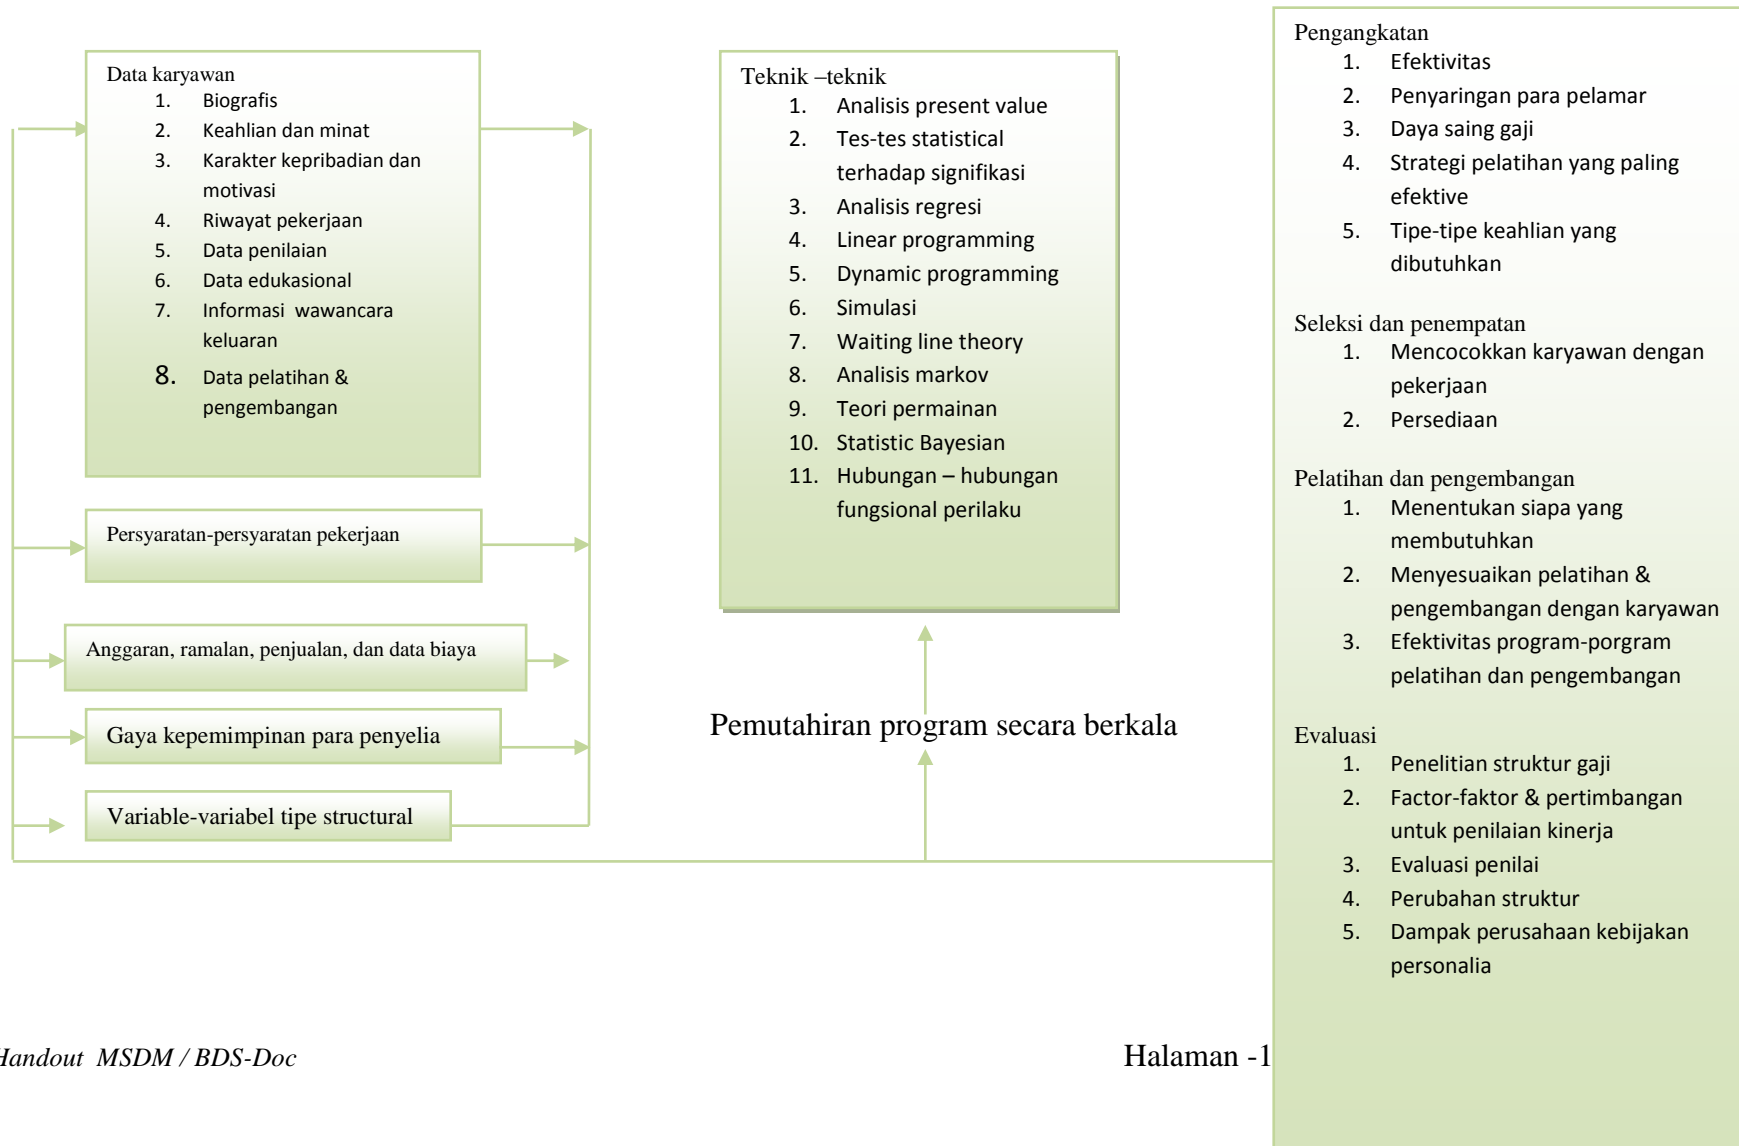 Data karyawan
1. Biografis
2. Keahlian dan minat
3. Karakter kepribadian dan
motivasi
4. Riwayat pekerjaan
5. Data penilaian
6. Data edukasional
7. Informasi wawancara
keluaran
8. Data pelatihan &
pengembangan
Persyaratan-persyaratan pekerjaan
Anggaran, ramalan, penjualan, dan data biaya
Gaya kepemimpinan para penyelia
Variable-variabel tipe structural
Teknik –teknik
1. Analisis present value
2. Tes-tes statistical
terhadap signifikasi
3. Analisis regresi
4. Linear programming
5. Dynamic programming
6. Simulasi
7. Waiting line theory
8. Analisis markov
9. Teori permainan
10. Statistic Bayesian
11. Hubungan – hubungan
fungsional perilaku
Pemutahiran program secara berkala
Pengangkatan
1. Efektivitas
2. Penyaringan para pelamar
3. Daya saing gaji
4. Strategi pelatihan yang paling
efektive
5. Tipe-tipe keahlian yang
dibutuhkan
Seleksi dan penempatan
1. Mencocokkan karyawan dengan
pekerjaan
2. Persediaan
Pelatihan dan pengembangan
1. Menentukan siapa yang
membutuhkan
2. Menyesuaikan pelatihan &
pengembangan dengan karyawan
3. Efektivitas program-porgram
pelatihan dan pengembangan
Evaluasi
1. Penelitian struktur gaji
2. Factor-faktor & pertimbangan
untuk penilaian kinerja
3. Evaluasi penilai
4. Perubahan struktur
5. Dampak perusahaan kebijakan
personalia
Handout MSDM / BDS-Doc
Halaman -1